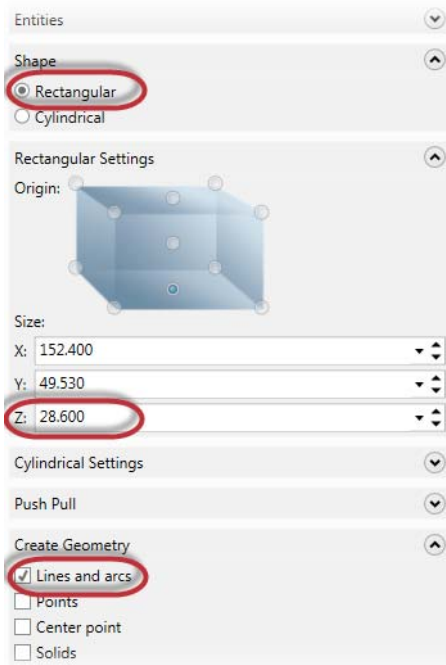 Entities
Shape
Rectangular
Cylindrical
Rectangular Settings
Origin:
Size:
X: 152.400
Y: 49.530
Z: 28.600
Cylindrical Settings
Push Pull
Create Geometry
Lines and arcs
Points
Center point
Solids